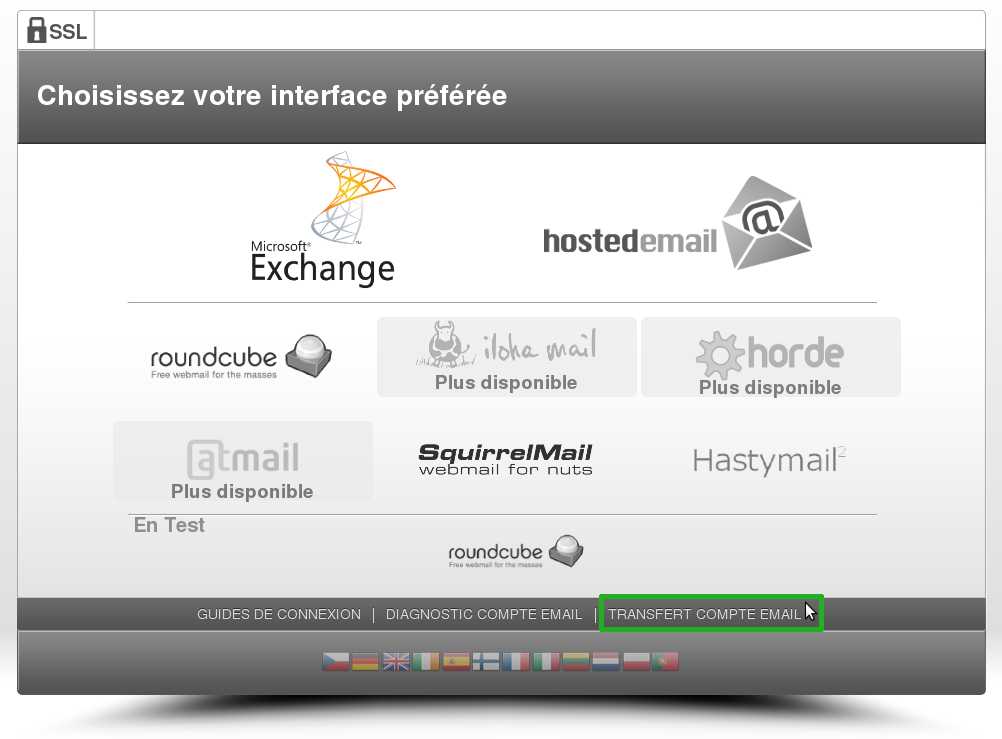 SSL
Choisissez votre interface préférée
Microsoft®
Exchange™
hostedemail@
roundcube
Free webmail for the masses
iloha mail
Plus disponible
horde
Plus disponible
@mail
Plus disponible
SquirrelMail
webmail for nuts
Hastymail2
En Test
roundcube
Free webmail for the masses
GUIDES DE CONNEXION | DIAGNOSTIC COMPTE EMAIL | TRANSFERT COMPTE EMAIL